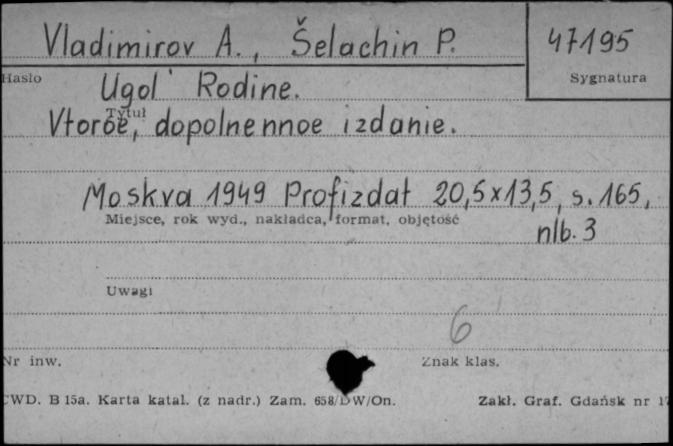 Vladimirov A., Šelachin P.
47195
Hasło
Sygnatura
Ugol' Rodine.
Tytuł
Vtoroe, dopolnennoe izdanie.
Moskva 1949 Profizdat 20,5x13,5, s. 165,
Miejsce, rok wyd., nakładca, format, objętość
nlb. 3
Uwagi
6
Nr inw.
Znak klas.
CWD. B 15a. Karta katal. (z nadr.) Zam. 658/DW/On.
Zakł. Graf. Gdańsk nr